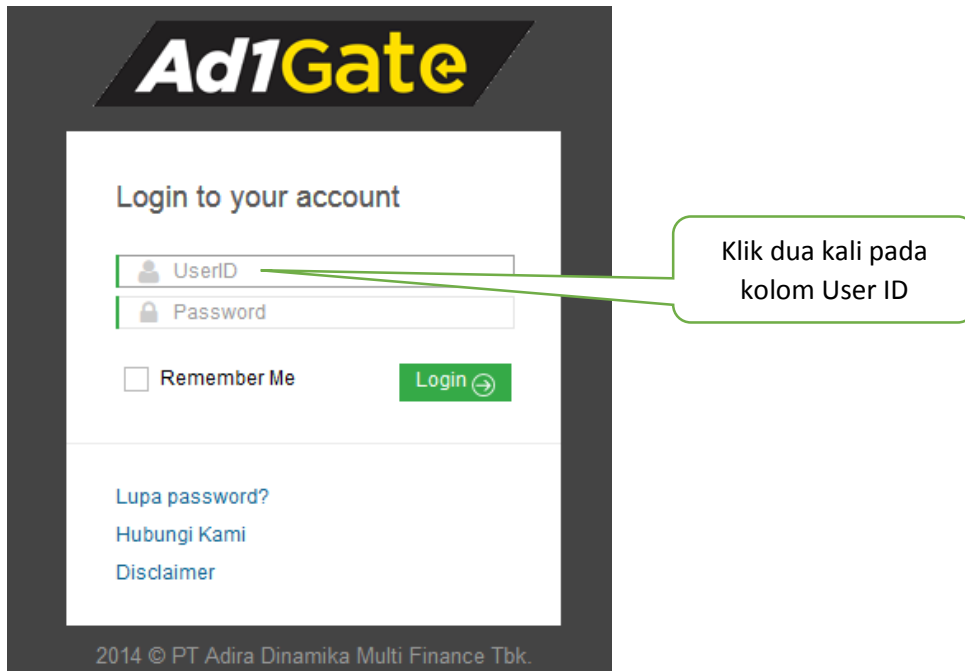 Ad1Gate
Login to your account
UserID
Password
Remember Me
Login
Lupa password?
Hubungi Kami
Disclaimer
2014 © PT Adira Dinamika Multi Finance Tbk.
Klik dua kali pada
kolom User ID